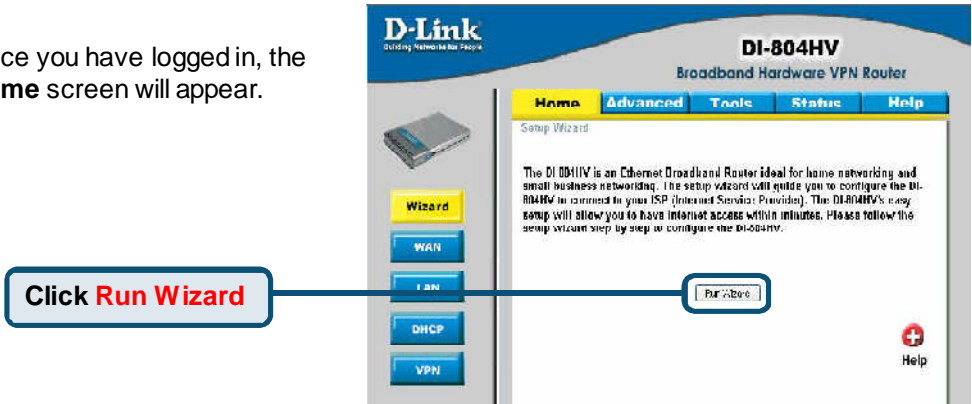 ce you have logged in, the
me screen will appear.
D-Link
Building Networks for People
DI-804HV
Broadband Hardware VPN Router
Home Advanced Tools Status Help
Setup Wizard
The DI-804HV is an Ethernet Broadband Router ideal for home networking and
small business networking. The setup wizard will guide you to configure the DI-
804HV to connect to your ISP (Internet Service Provider). The DI-804HV's easy
setup will allow you to have internet access within minutes. Please follow the
setup wizard step by step to configure the DI-804HV.
Wizard
WAN
LAN
DHCP
VPN
Click Run Wizard
Run Wizard
Help